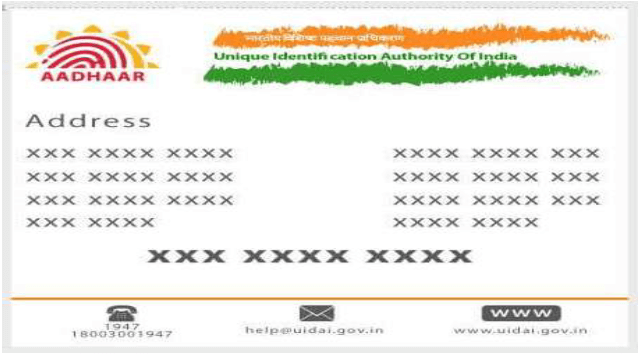 भारतीय विशिष्ट पहचान प्राधिकरण
Unique Identification Authority Of India
AADHAAR
Address
XXX XXXX XXXX
XXXX XXXX XXX
XXX XXXX XXXX
XXXX XXXX XXX
XXX XXXX XXXX
XXXX XXXX XXX
XXX XXXX
XXXX XXXX
XXX XXXX XXXX
1947
18003001947
help@uidai.gov.in
www
www.uidai.gov.in